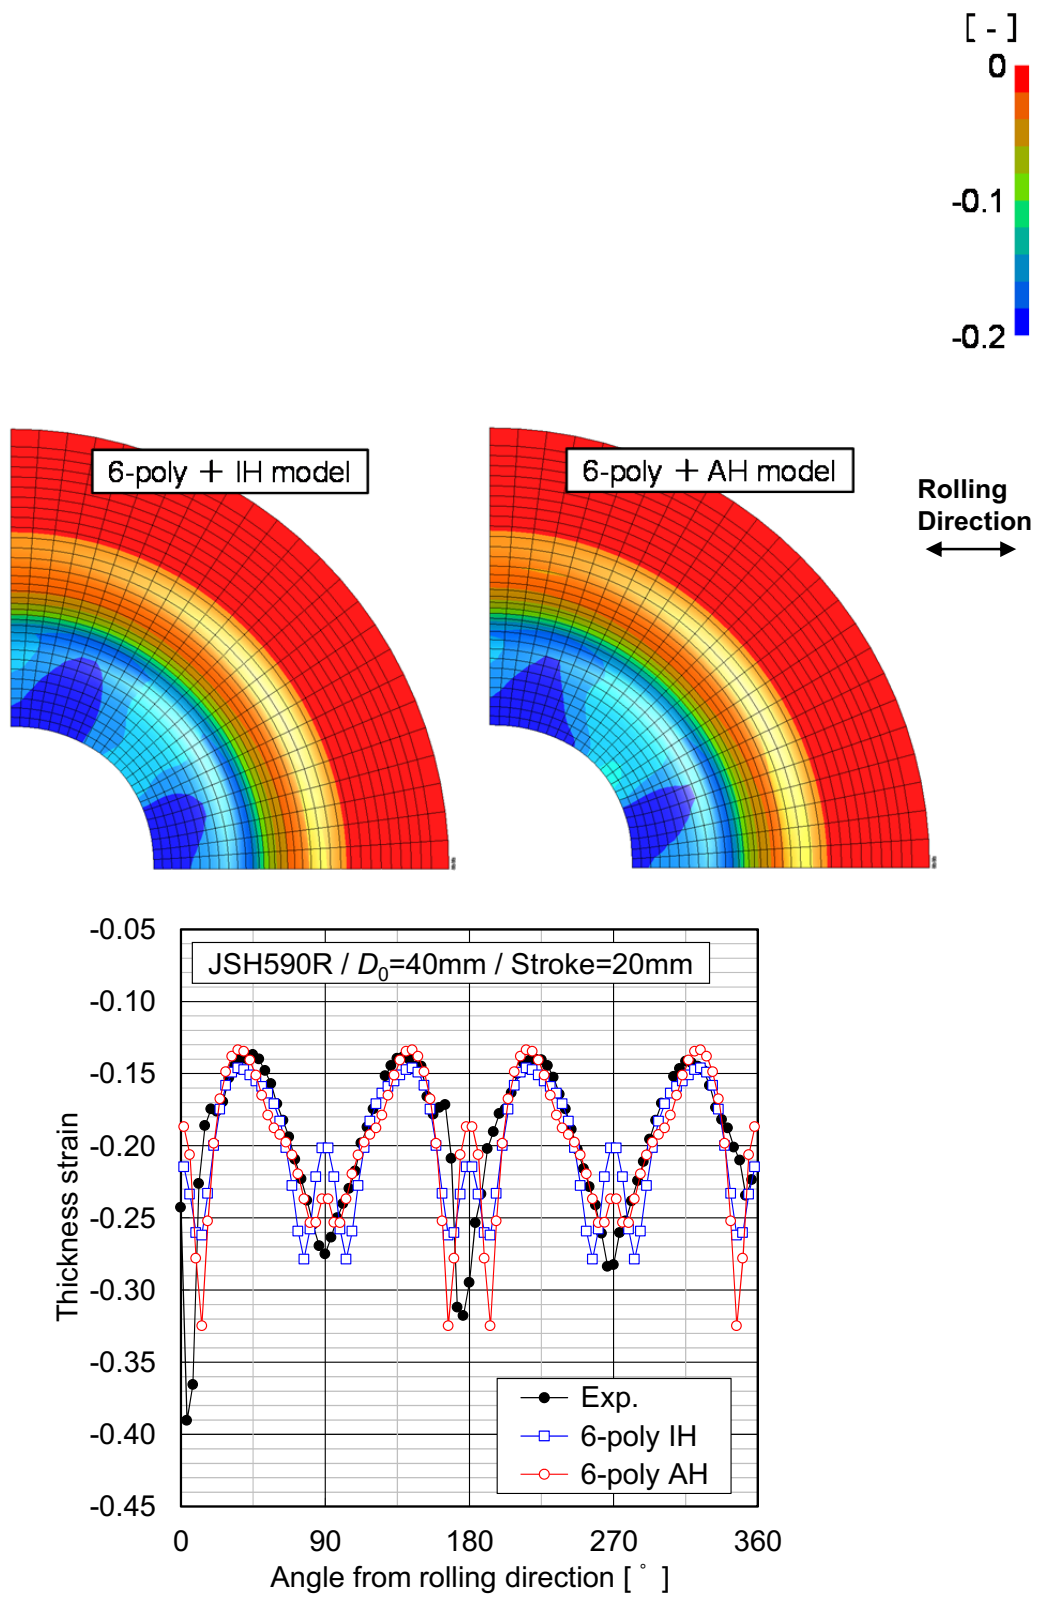 [ - ]
0
-0.1
-0.2
6-poly + IH model
6-poly + AH model
Rolling
Direction
-0.05
-0.10
-0.15
-0.20
-0.25
-0.30
-0.35
-0.40
-0.45
Thickness strain
JSH590R / D0=40mm / Stroke=20mm
Exp.
6-poly IH
6-poly AH
0 90 180 270 360
Angle from rolling direction [ ° ]